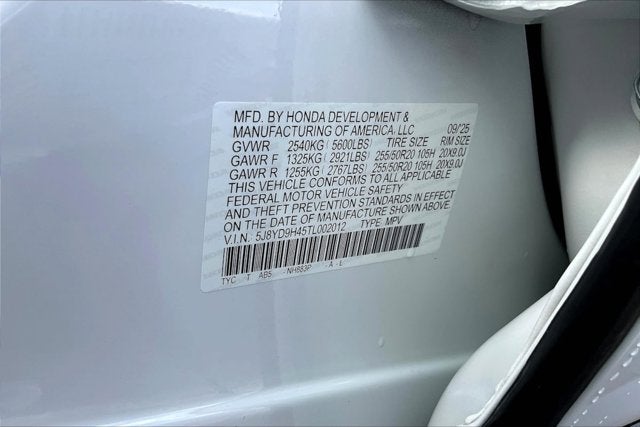 MFD. BY HONDA DEVELOPMENT &
MANUFACTURING OF AMERICA, LLC 09/25
GVWR 2540KG ( 5600LBS) TIRE SIZE RIM SIZE
GAWR F 1325KG ( 2921LBS) 255/50R20 105H 20X9.0J
GAWR R 1255KG ( 2767LBS) 255/50R20 105H 20X9.0J
THIS VEHICLE CONFORMS TO ALL APPLICABLE
FEDERAL MOTOR VEHICLE SAFETY
AND THEFT PREVENTION STANDARDS IN EFFECT
ON THE DATE OF MANUFACTURE SHOWN ABOVE.
V.I.N: 5J8YD9H45TL002012 TYPE: MPV
TYC T AB5 - NH883P - A - E